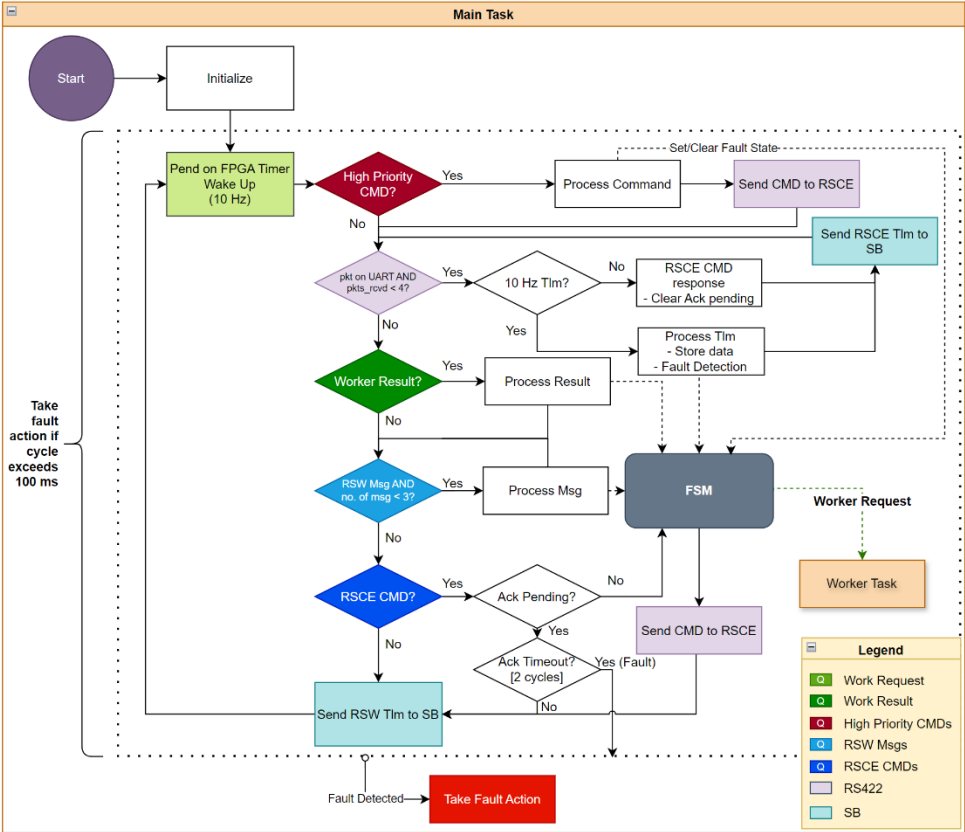 Main Task
Start
Initialize
Set/Clear Fault State
Pend on FPGA Timer
Wake Up
(10 Hz)
High Priority
CMD?
Yes
Process Command
Send CMD to RSCE
No
Send RSCE Tlm to
SB
pkt on UART AND
pkts_rcvd < 4?
Yes
10 Hz Tlm?
No
RSCE CMD
response
- Clear Ack pending
No
Yes
Process Tlm
- Store data
- Fault Detection
Worker Result?
Yes
Process Result
No
Take
fault
action if
cycle
exceeds
100 ms
RSW Msg AND
no. of msg < 3?
Yes
Process Msg
FSM
Worker Request
No
RSCE CMD?
Yes
Ack Pending?
No
Worker Task
Yes
Send CMD to RSCE
No
Ack Timeout?
[2 cycles]
Yes (Fault)
No
Send RSW Tlm to SB
Legend
Q Work Request
Q Work Result
Q High Priority CMDs
Q RSW Msgs
Q RSCE CMDs
RS422
SB
Fault Detected
Take Fault Action